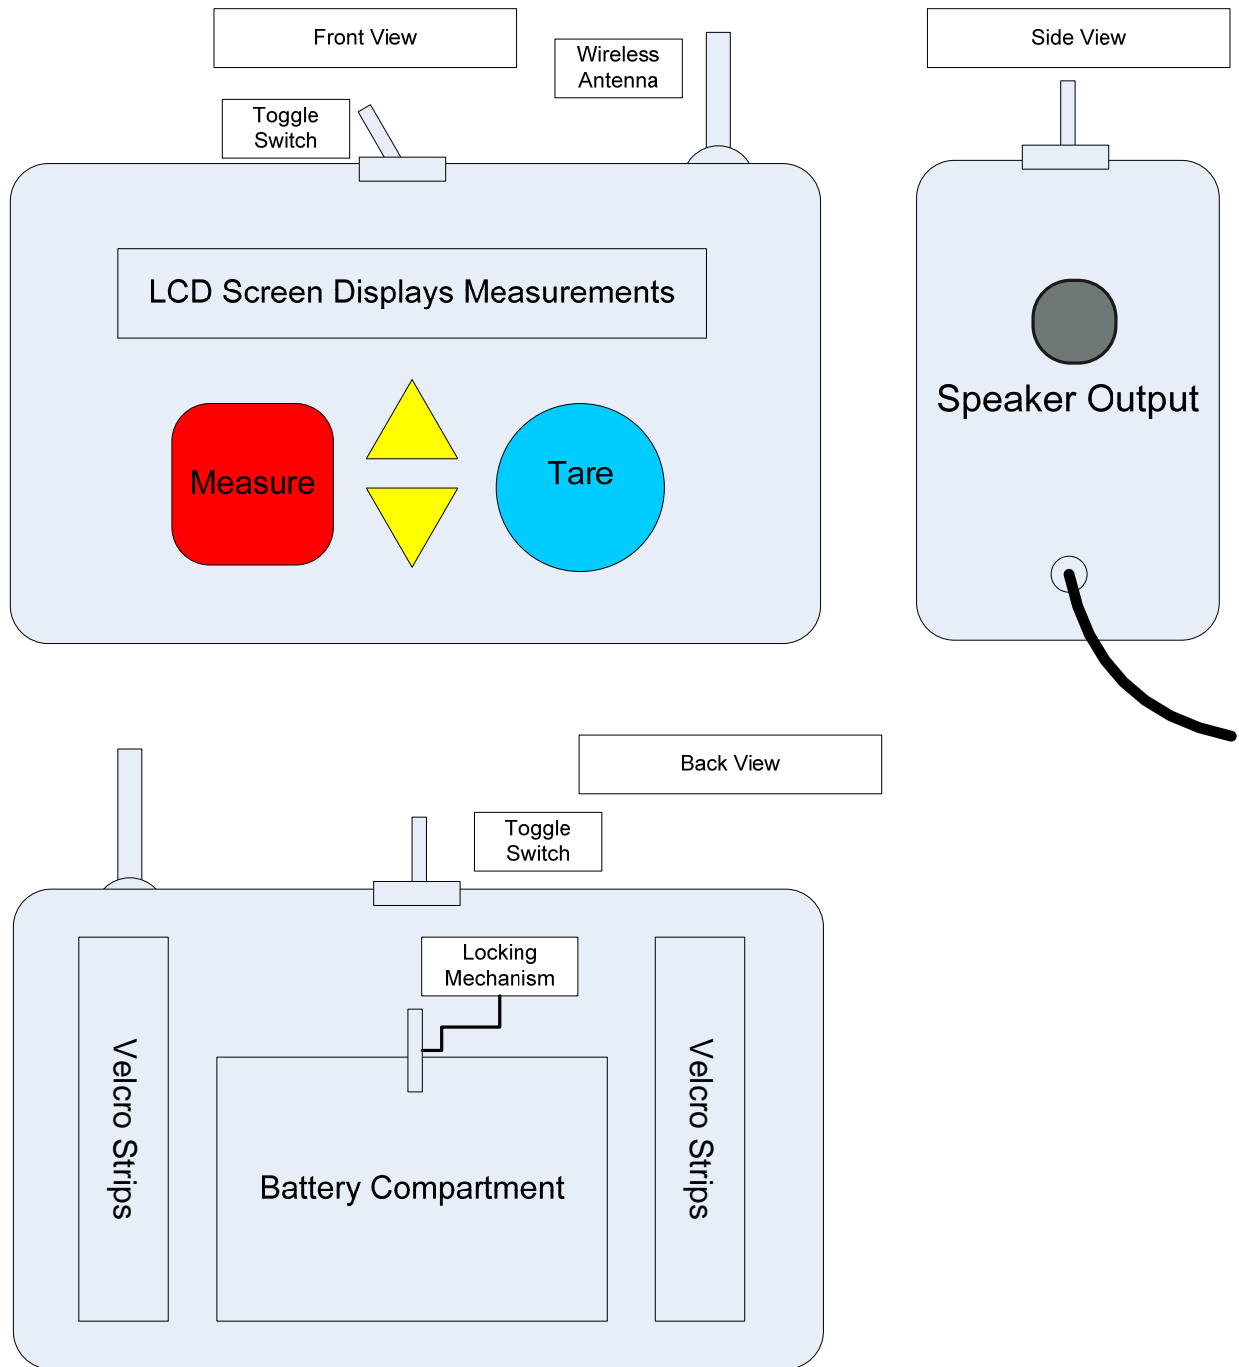 Front View
Wireless
Antenna
Side View
Toggle
Switch
LCD Screen Displays Measurements
Measure
Tare
Speaker Output
Back View
Toggle
Switch
Locking
Mechanism
Velcro Strips
Battery Compartment
Velcro Strips